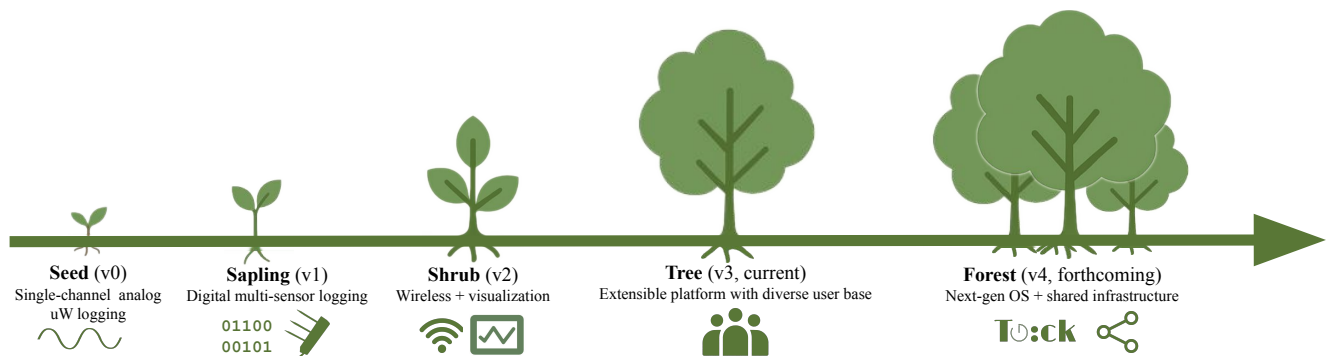 Seed (v0)
Single-channel analog
uW logging
Sapling (v1)
Digital multi-sensor logging
01100
00101
Shrub (v2)
Wireless + visualization
Tree (v3, current)
Extensible platform with diverse user base
Forest (v4, forthcoming)
Next-gen OS + shared infrastructure
T:ck